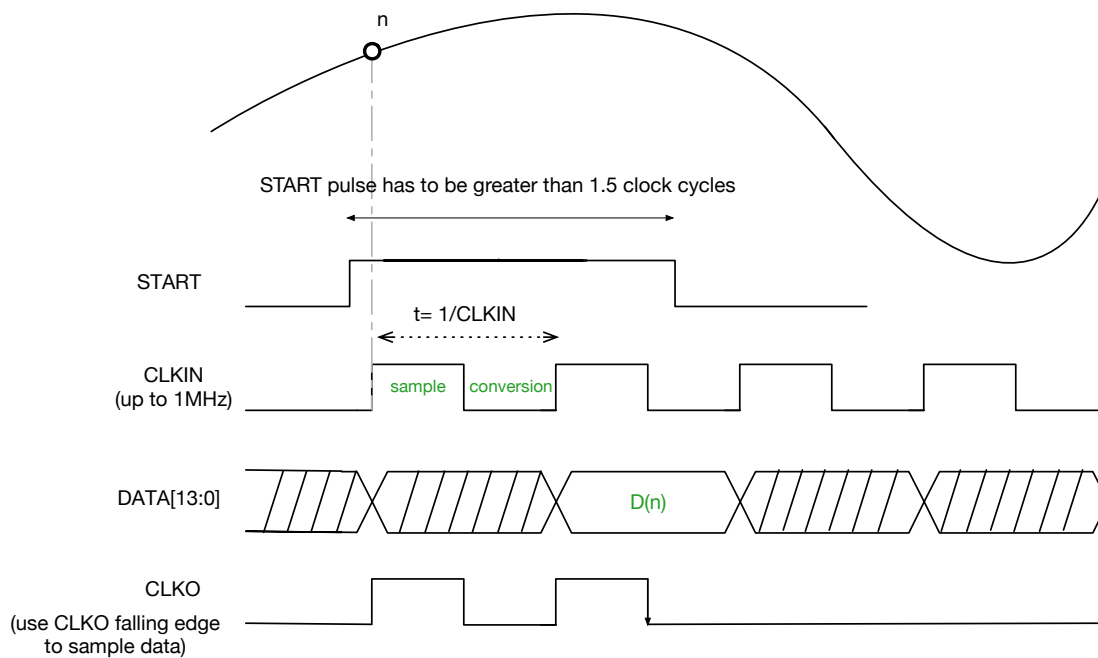 n
START pulse has to be greater than 1.5 clock cycles
START
t= 1/CLKIN
CLKIN
(up to 1MHz)
sample
conversion
DATA[13:0]
D(n)
CLKO
(use CLKO falling edge
to sample data)